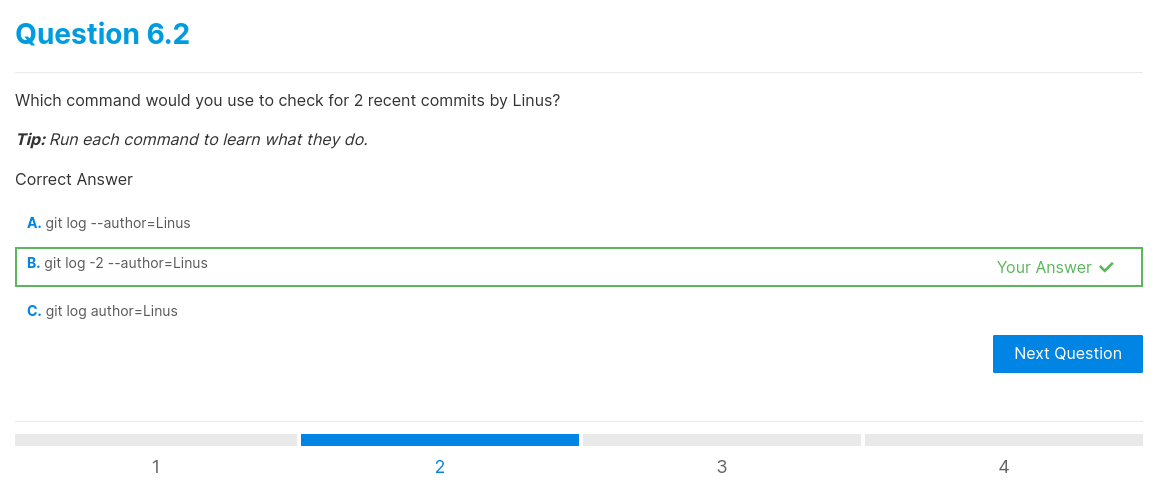 Question 6.2
Which command would you use to check for 2 recent commits by Linus?
Tip: Run each command to learn what they do.
Correct Answer
A. git log --author=Linus
B. git log -2 --author=Linus
Your Answer
C. git log author=Linus
Next Question
1 2 3 4